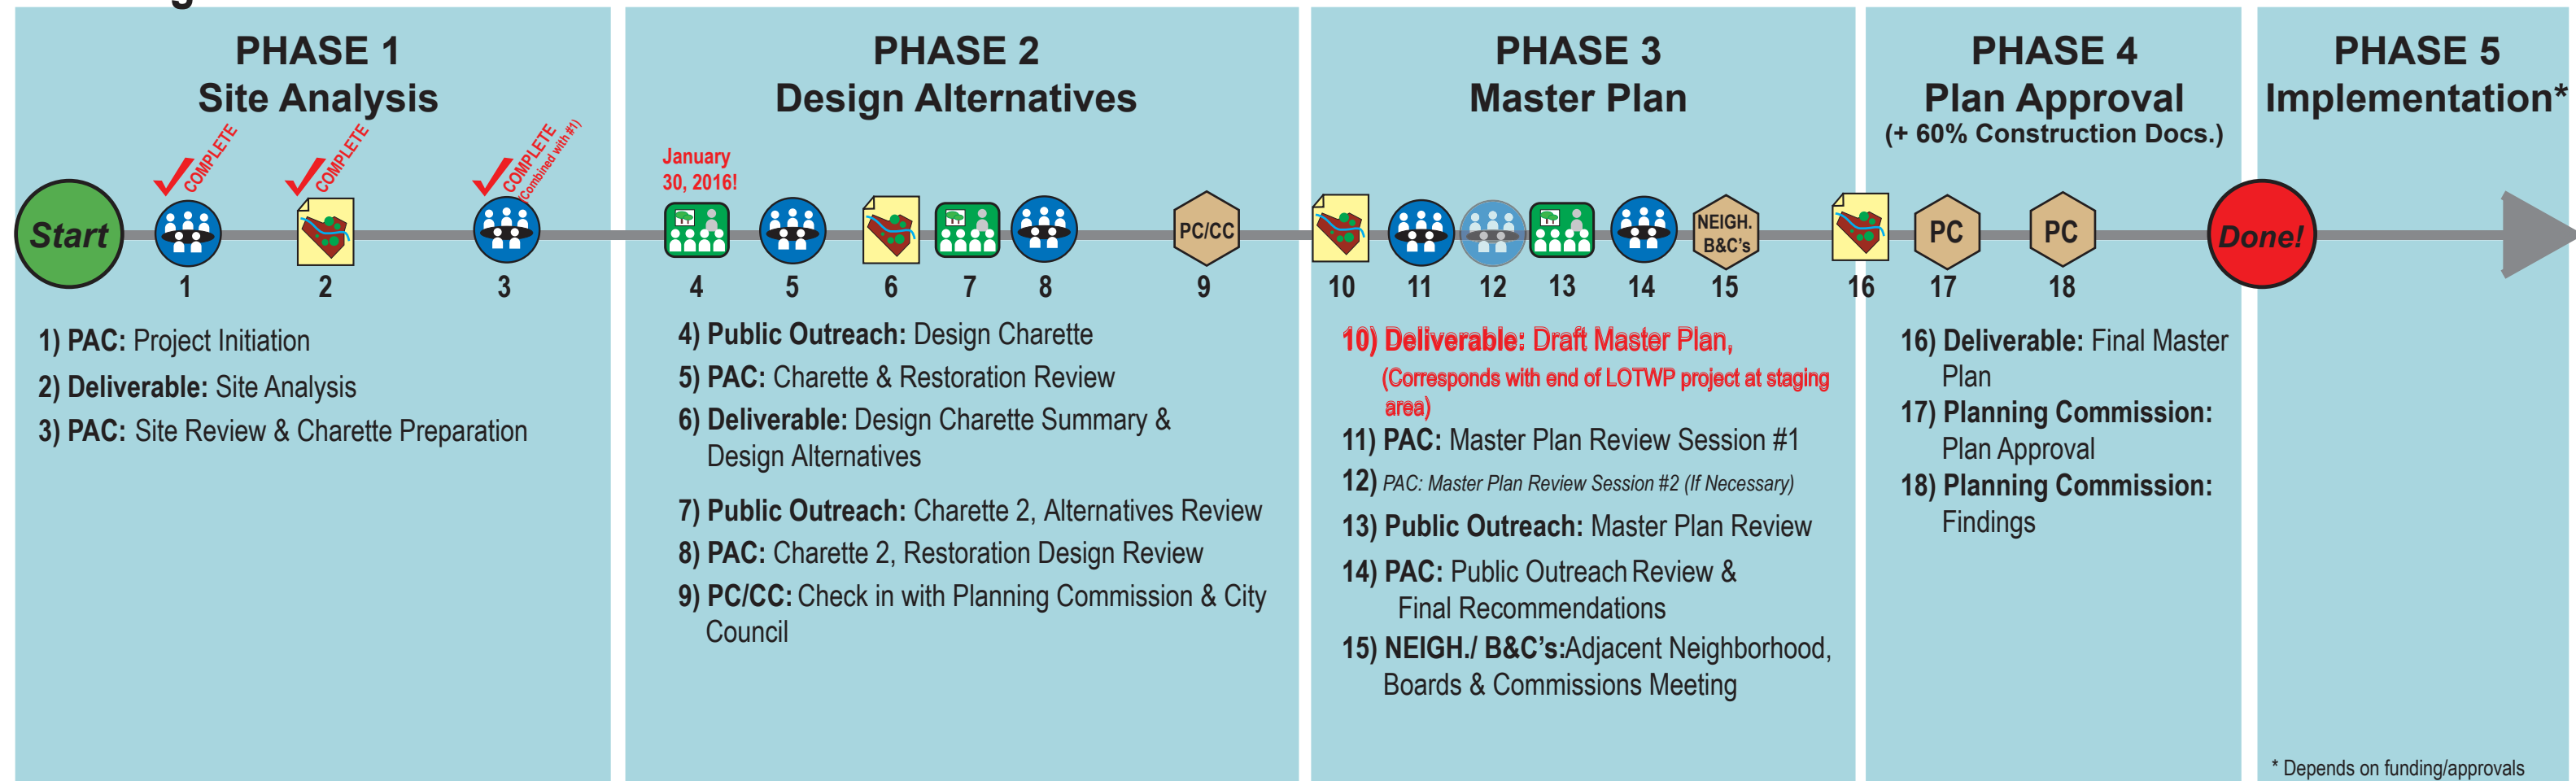 PHASE 1
Site Analysis
COMPLETE
COMPLETE
COMPLETE
(Combined with #1)
Start
1
2
3
1) PAC: Project Initiation
2) Deliverable: Site Analysis
3) PAC: Site Review & Charette Preparation
PHASE 2
Design Alternatives
January
30, 2016!
PC/CC
4
5
6
7
8
9
4) Public Outreach: Design Charette
5) PAC: Charette & Restoration Review
6) Deliverable: Design Charette Summary &
Design Alternatives
7) Public Outreach: Charette 2, Alternatives Review
8) PAC: Charette 2, Restoration Design Review
9) PC/CC: Check in with Planning Commission & City
Council
PHASE 3
Master Plan
NEIGH.
B&C's
10
11
12
13
14
15
10) Deliverable: Draft Master Plan,
(Corresponds with end of LOTWP project at staging
area)
11) PAC: Master Plan Review Session #1
12) PAC: Master Plan Review Session #2 (If Necessary)
13) Public Outreach: Master Plan Review
14) PAC: Public Outreach Review &
Final Recommendations
15) NEIGH./ B&C's:Adjacent Neighborhood,
Boards & Commissions Meeting
PHASE 4
Plan Approval
(+ 60% Construction Docs.)
PC
PC
16
17
18
16) Deliverable: Final Master
Plan
17) Planning Commission:
Plan Approval
18) Planning Commission:
Findings
PHASE 5
Implementation*
Done!
* Depends on funding/approvals